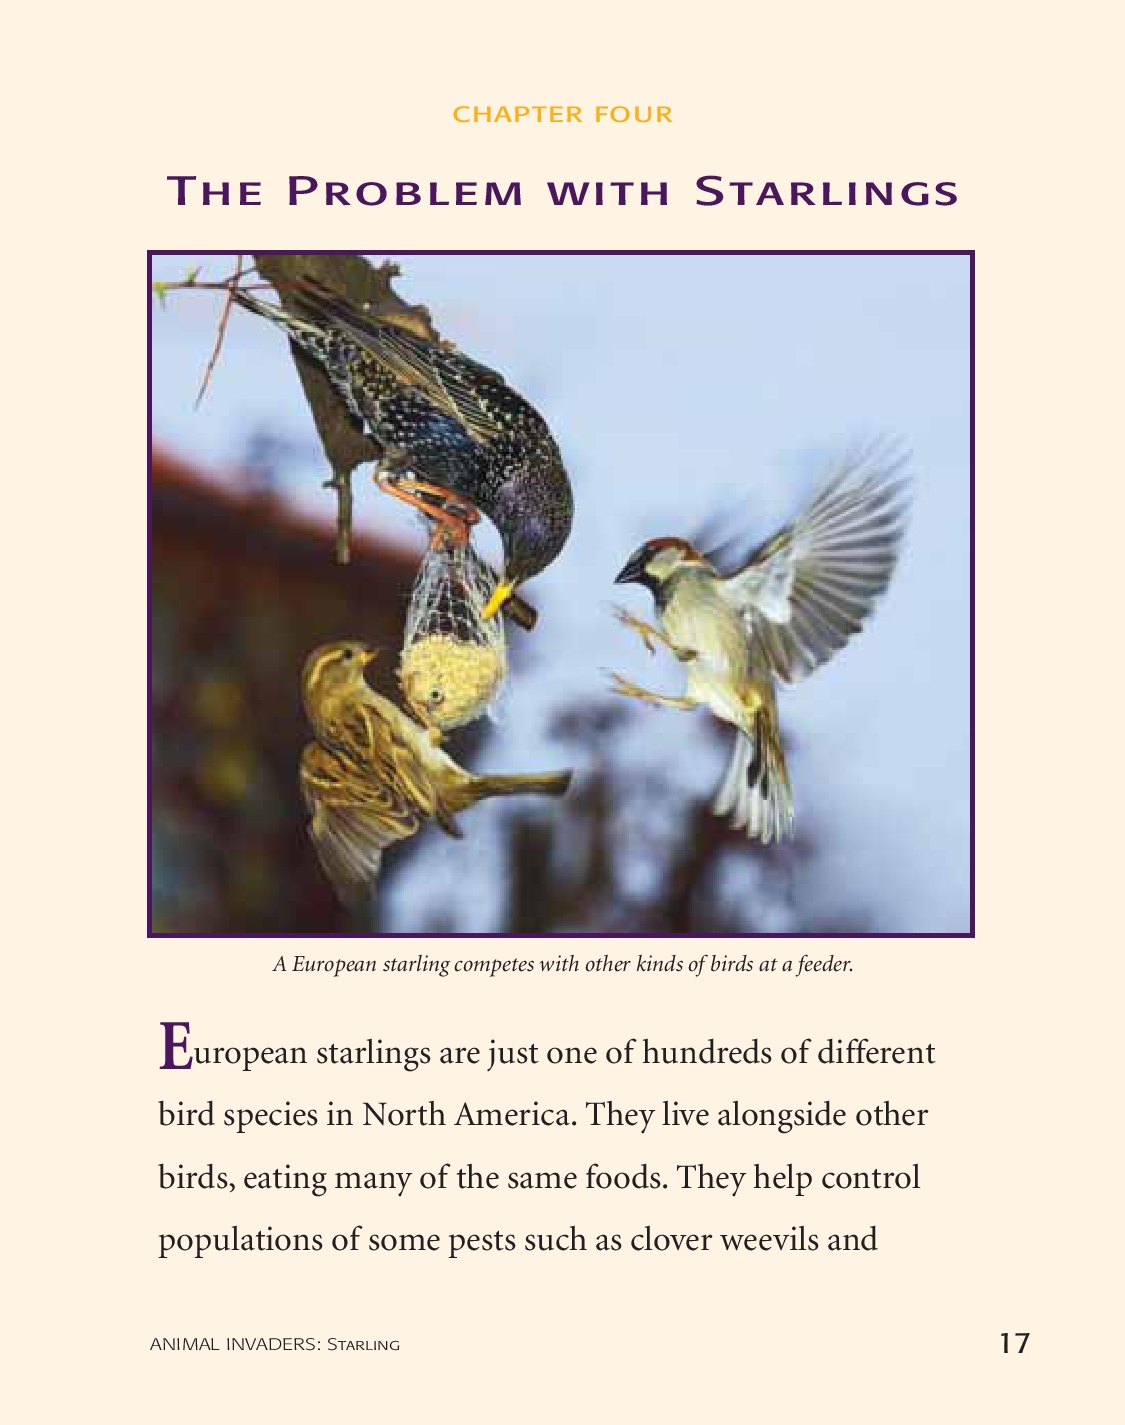 CHAPTER FOUR
The Problem with Starlings
A European starling competes with other kinds of birds at a feeder.
European starlings are just one of hundreds of different
bird species in North America. They live alongside other
birds, eating many of the same foods. They help control
populations of some pests such as clover weevils and
ANIMAL INVADERS: Starling
17